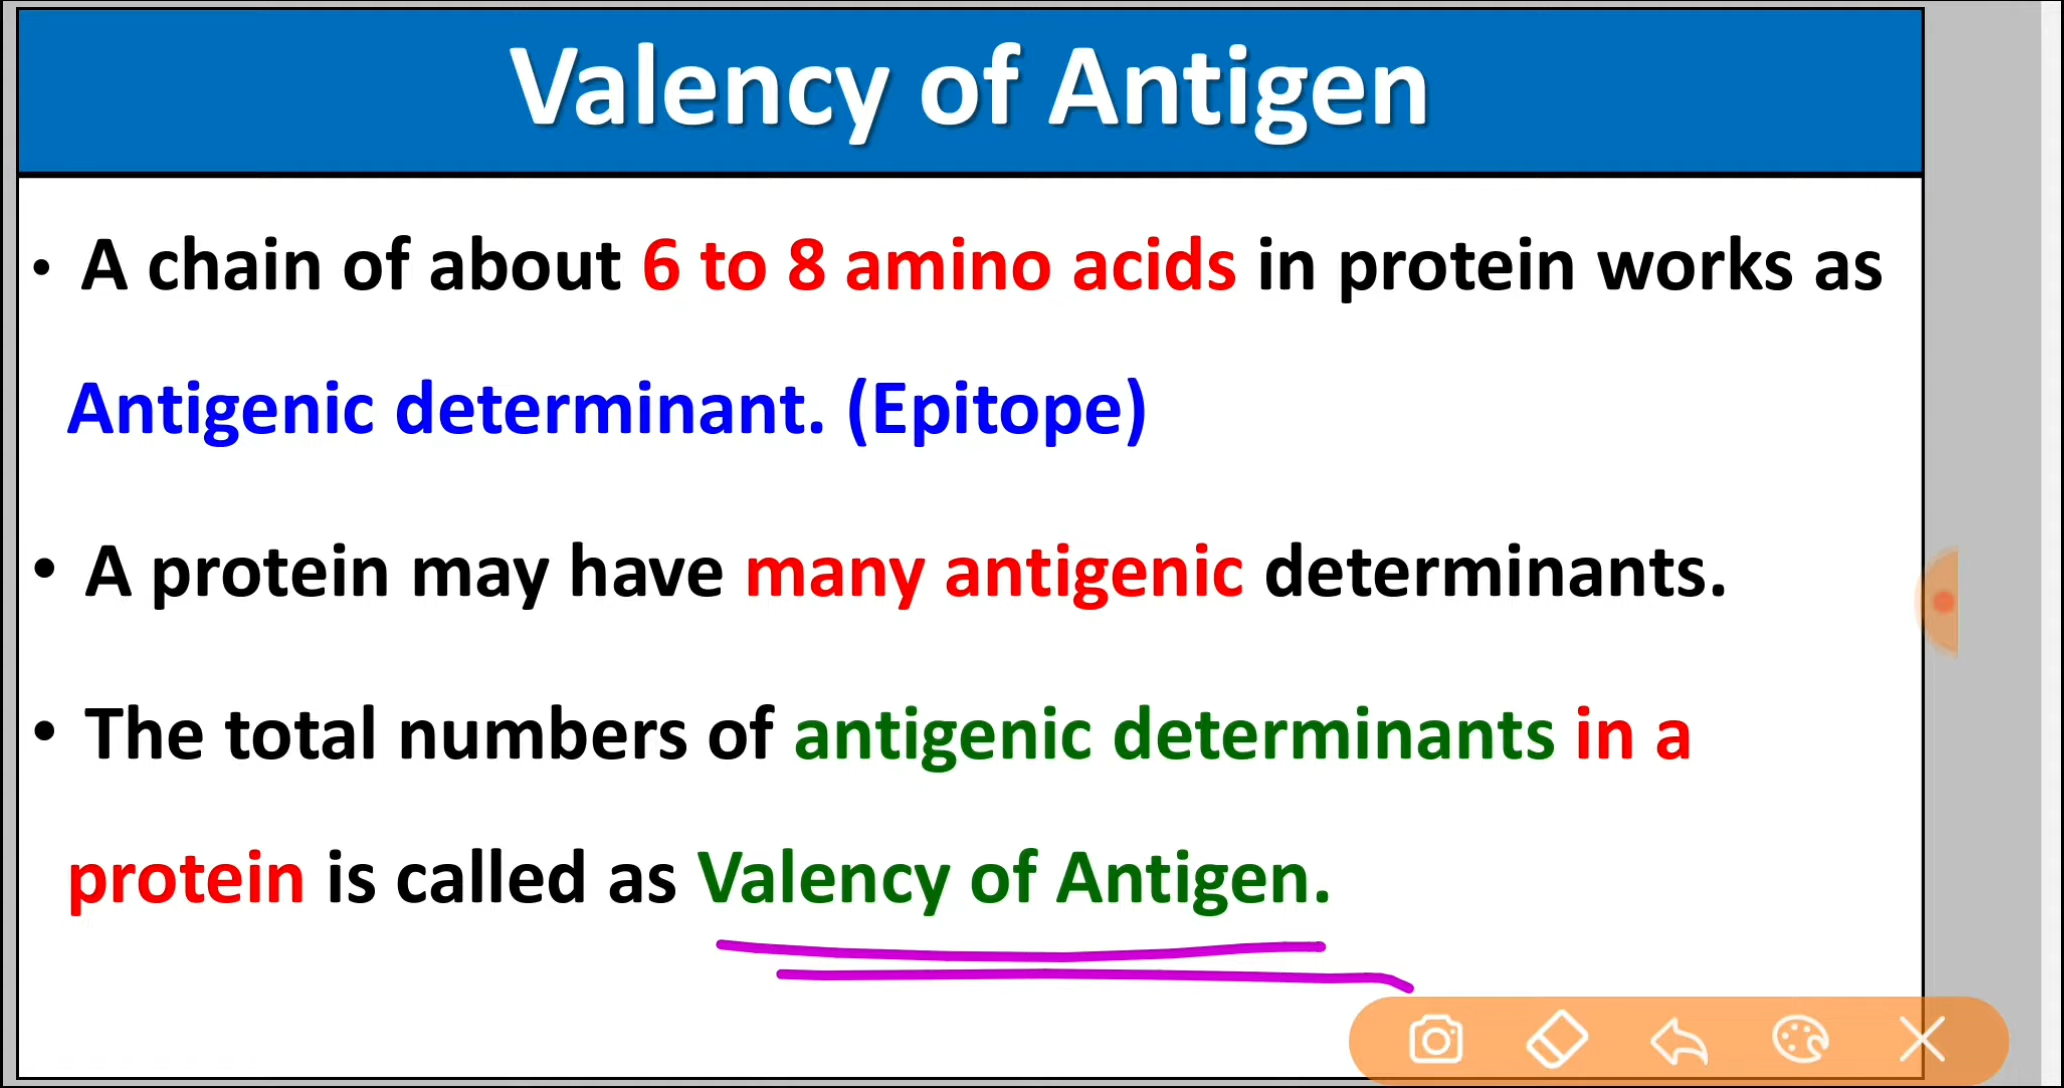 Valency of Antigen
• A chain of about 6 to 8 amino acids in protein works as
Antigenic determinant. (Epitope)
• A protein may have many antigenic determinants.
• The total numbers of antigenic determinants in a
protein is called as Valency of Antigen.